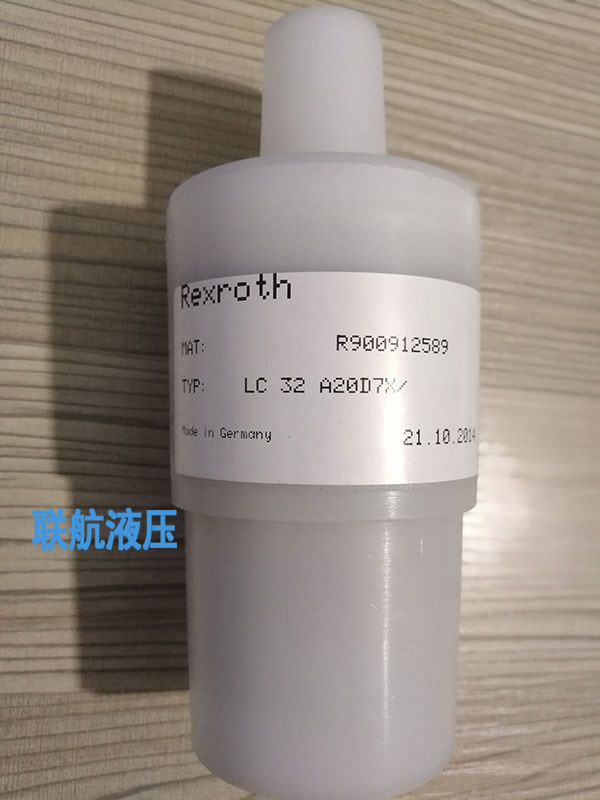 Rexroth
MAT: R900912589
TYP: LC 32 A20D7X/
Made in Germany 21.10.2014
联航液压